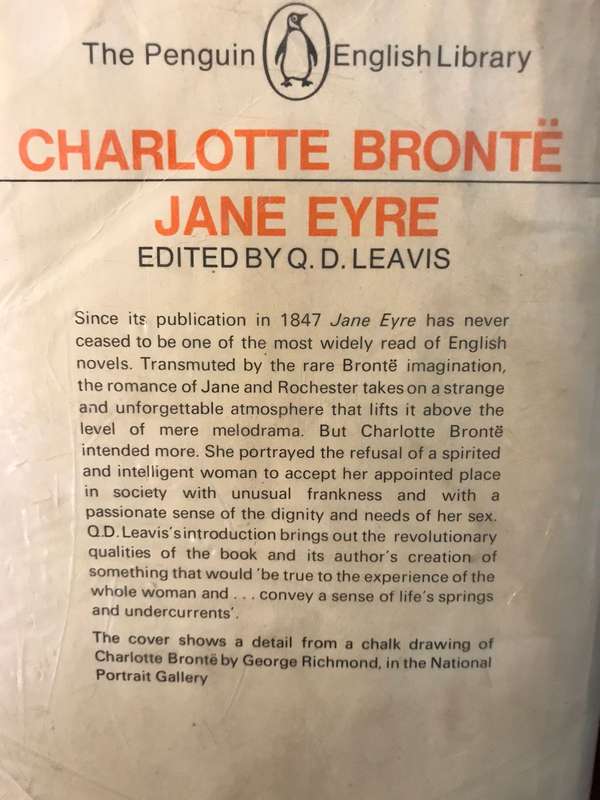 The Penguin English Library
CHARLOTTE BRONTË
JANE EYRE
EDITED BY Q. D. LEAVIS
Since its publication in 1847 Jane Eyre has never
ceased to be one of the most widely read of English
novels. Transmuted by the rare Brontë imagination,
the romance of Jane and Rochester takes on a strange
and unforgettable atmosphere that lifts it above the
level of mere melodrama. But Charlotte Brontë
intended more. She portrayed the refusal of a spirited
and intelligent woman to accept her appointed place
in society with unusual frankness and with a
passionate sense of the dignity and needs of her sex.
Q.D. Leavis's introduction brings out the revolutionary
qualities of the book and its author's creation of
something that would 'be true to the experience of the
whole woman and . . . convey a sense of life's springs
and undercurrents'.
The cover shows a detail from a chalk drawing of
Charlotte Brontë by George Richmond, in the National
Portrait Gallery